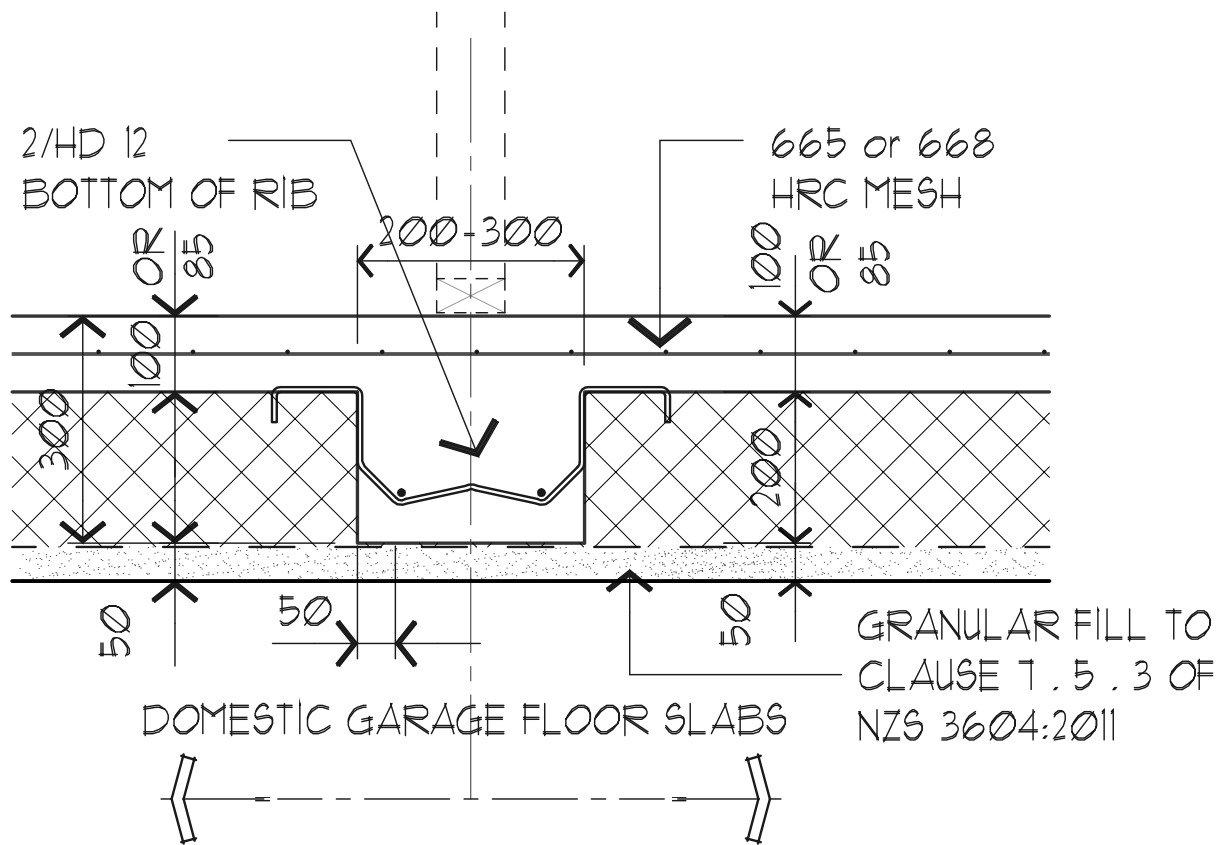 2/HD 12
BOTTOM OF RIB
665 or 668
HRC MESH
200-300
100
OR
85
100
OR
85
300
200
50
50
50
GRANULAR FILL TO
CLAUSE 7.5.3 OF
NZS 3604:2011
DOMESTIC GARAGE FLOOR SLABS